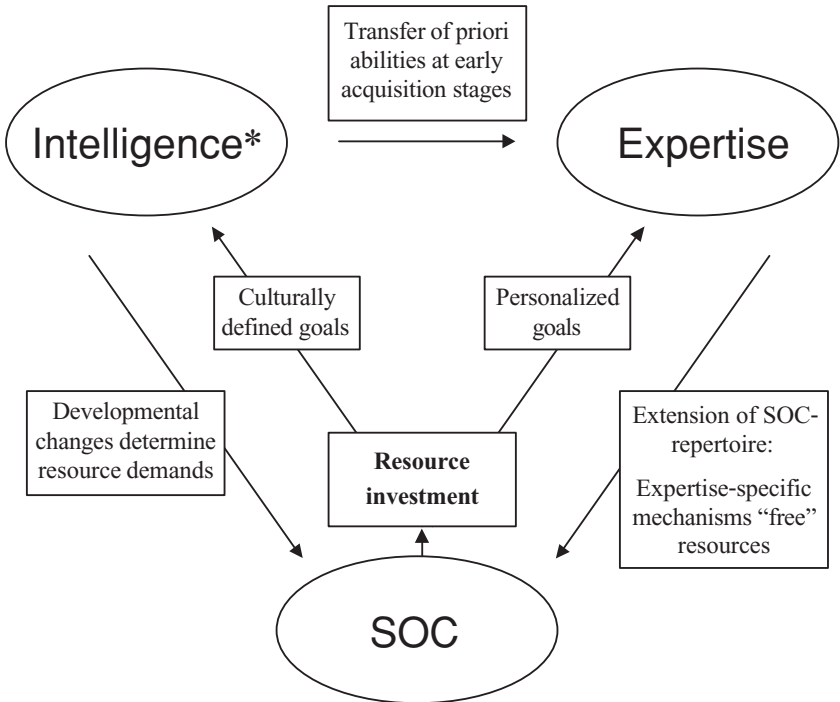 Transfer of priori
abilities at early
acquisition stages
Intelligence*
Expertise
Culturally
defined goals
Personalized
goals
Developmental
changes determine
resource demands
Resource
investment
Extension of SOC-
repertoire:
Expertise-specific
mechanisms “free”
resources
SOC